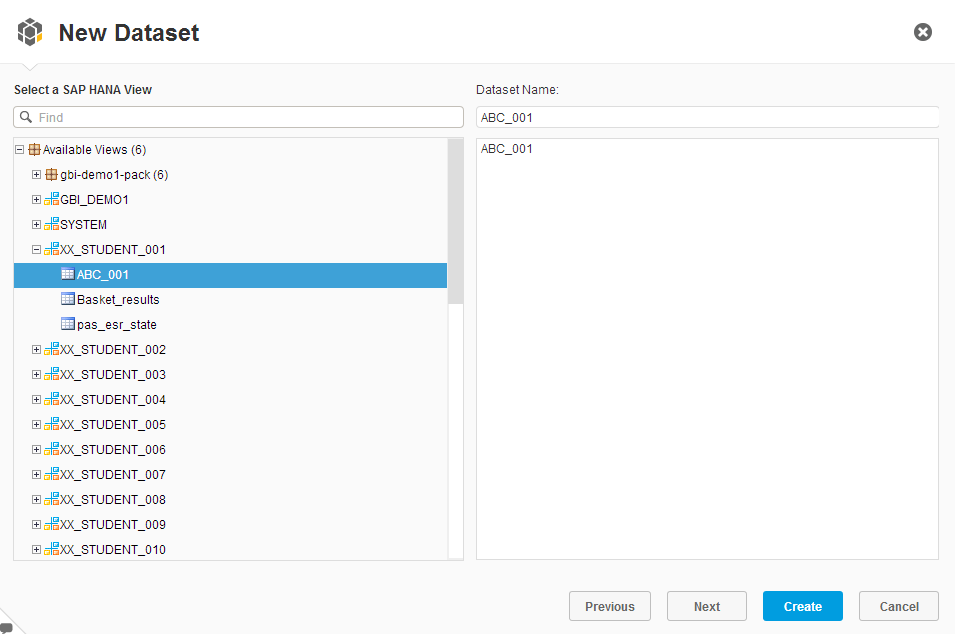 New Dataset
Select a SAP HANA View
Find
Available Views (6)
gbi-demo1-pack (6)
GBI_DEMO1
SYSTEM
XX_STUDENT_001
ABC_001
Basket_results
pas_esr_state
XX_STUDENT_002
XX_STUDENT_003
XX_STUDENT_004
XX_STUDENT_005
XX_STUDENT_006
XX_STUDENT_007
XX_STUDENT_008
XX_STUDENT_009
XX_STUDENT_010
Dataset Name:
ABC_001
ABC_001
Previous Next Create Cancel